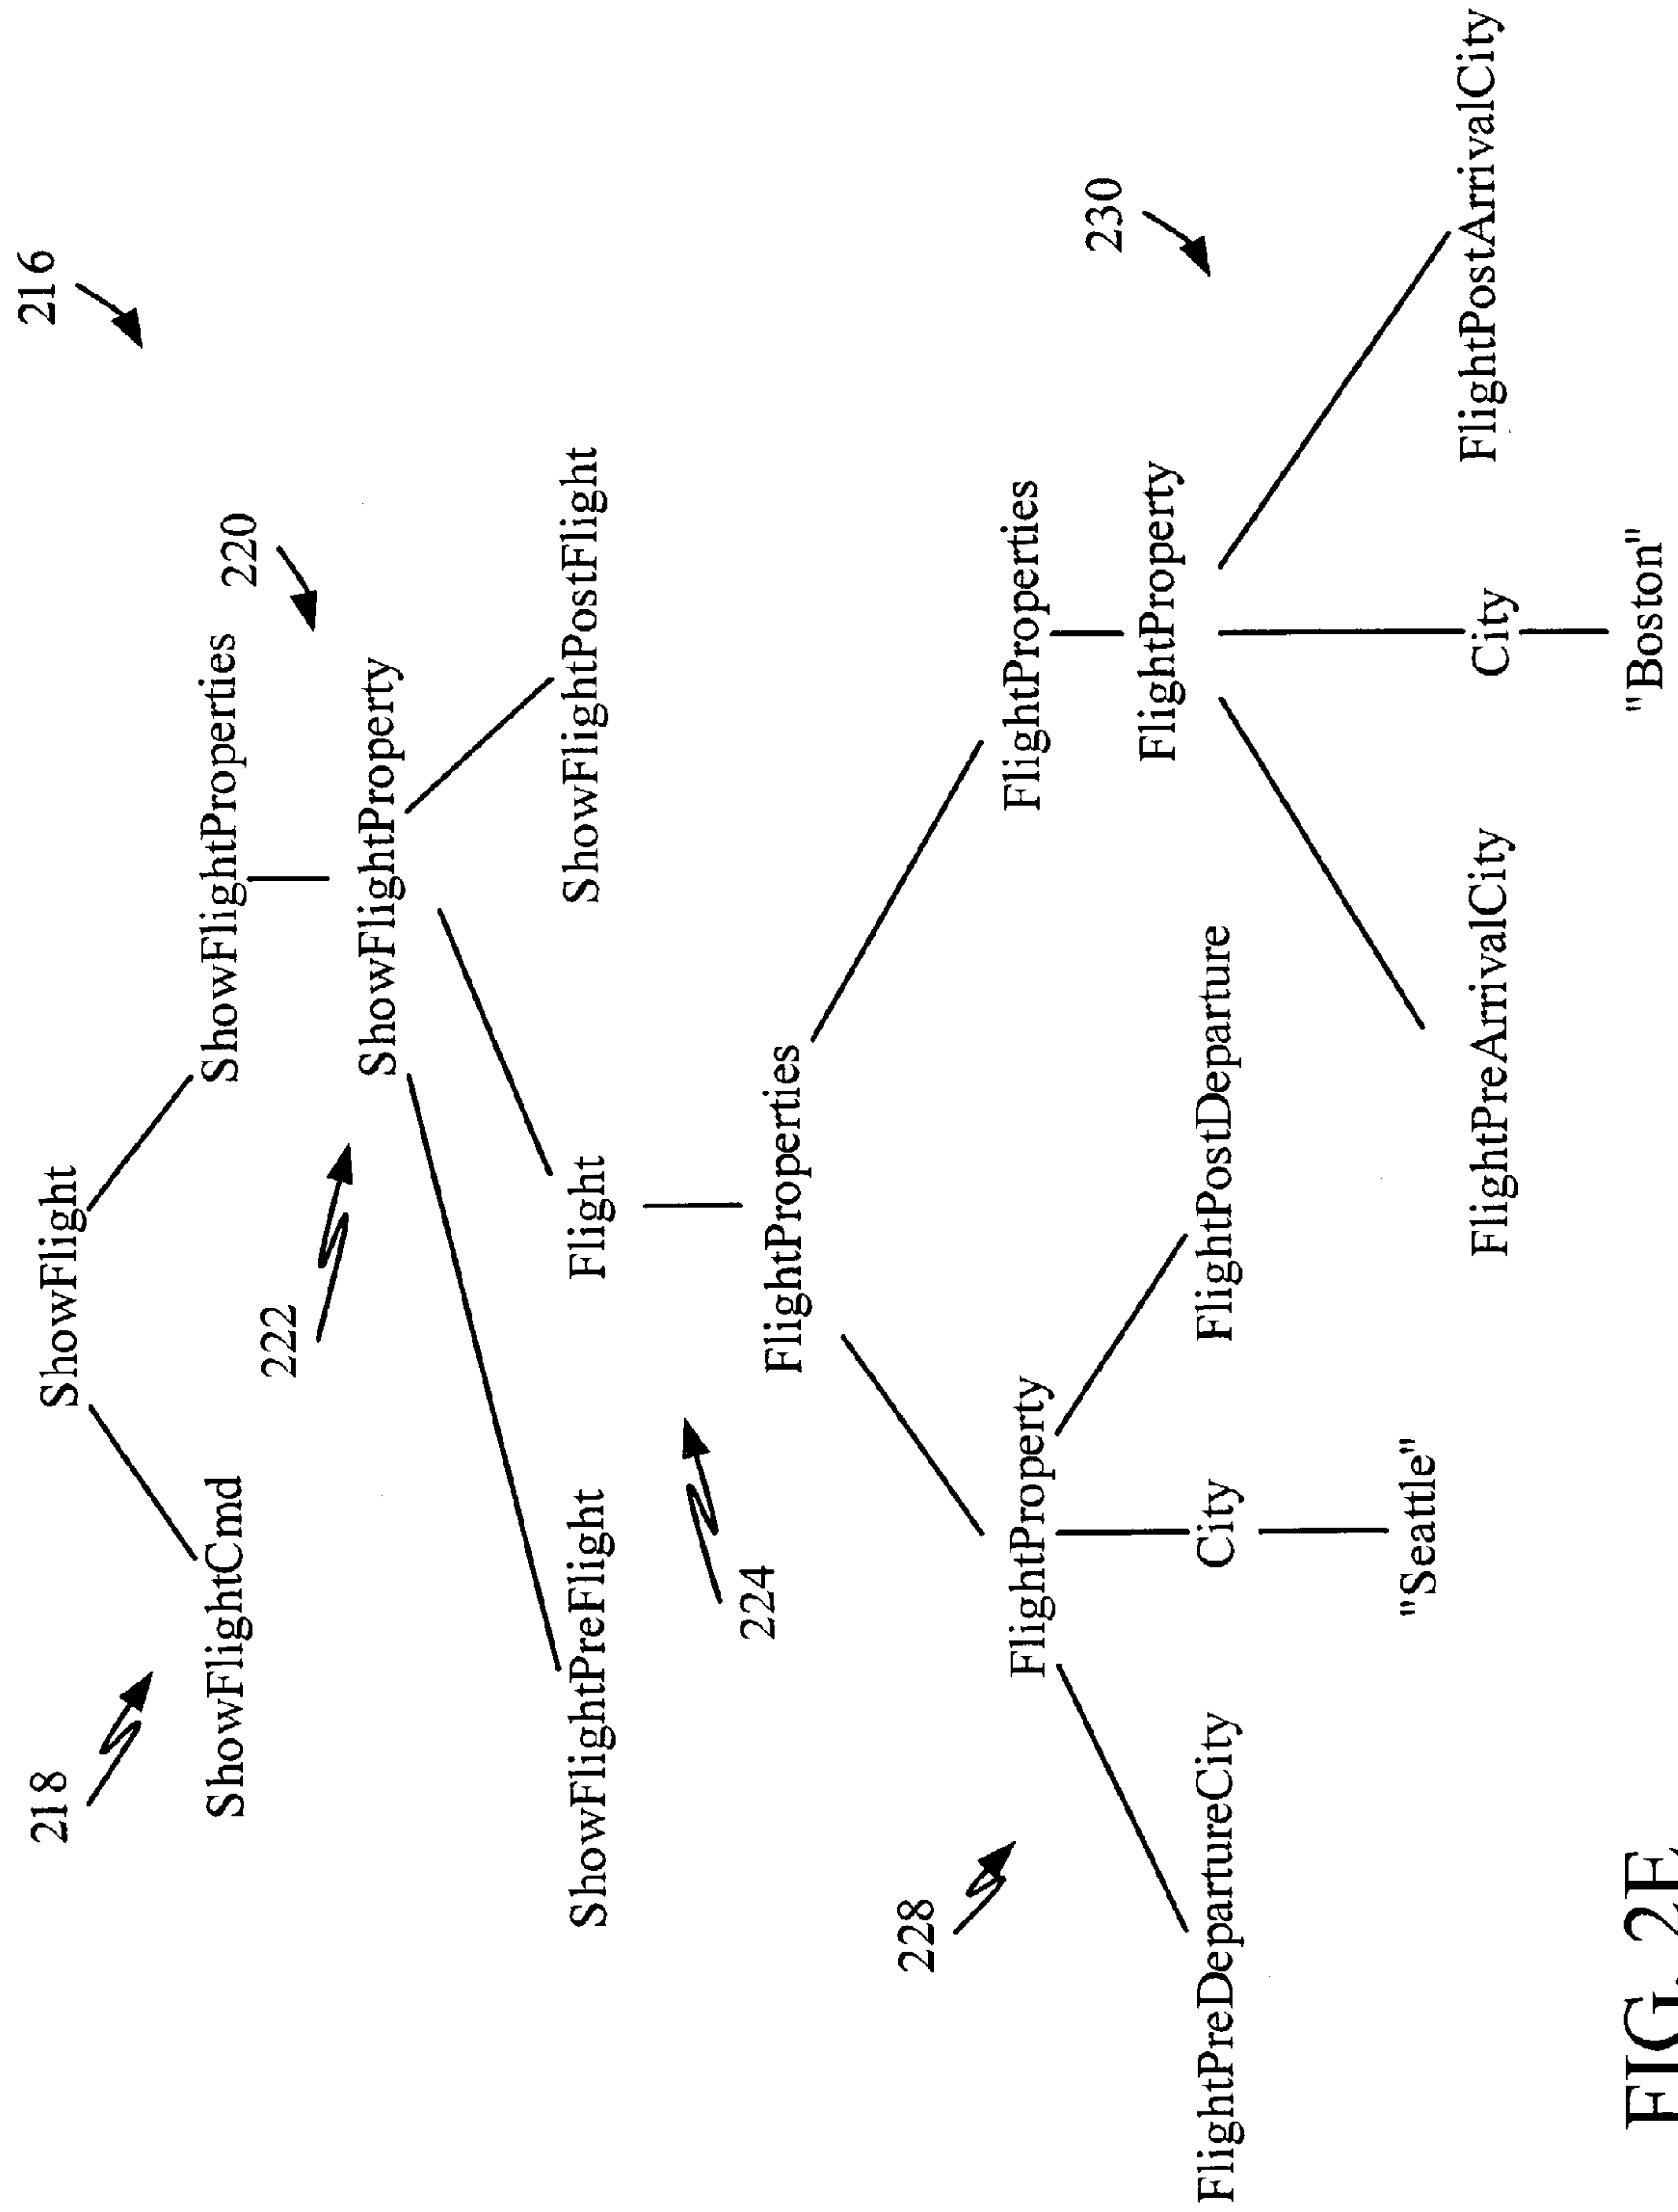 216
ShowFlight
218
ShowFlightCmd
ShowFlightProperties
220
222
ShowFlightProperty
ShowFlightPreFlight
Flight
ShowFlightPostFlight
224
FlightProperties
228
FlightProperty
FlightProperties
230
FlightProperty
FlightPreDepartureCity
City
FlightPostDeparture
"Seattle"
FlightPreArrivalCity
City
FlightPostArrivalCity
"Boston"
FIG. 2E